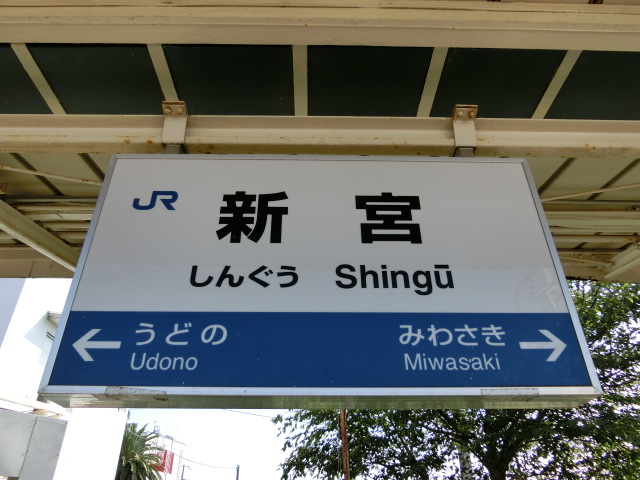 JR 新宮
しんぐう Shingū
← うどの みわさき →
Udono Miwasaki